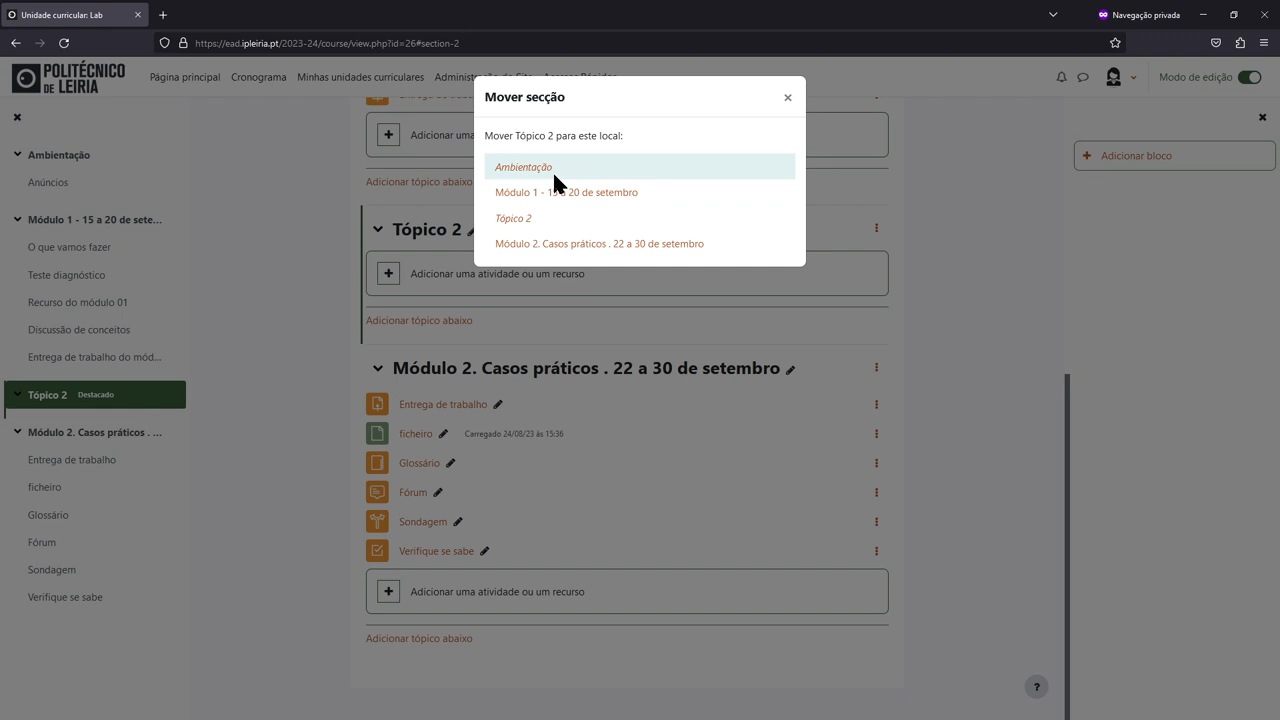 Unidade curricular: Lab
Navegação privada
https://ead.ipleiria.pt/2023-24/course/view.php?id=26#section-2
POLITÉCNICO
DE LEIRIA
Página principal
Cronograma
Minhas unidades curriculares
Modo de edição
Ambientação
Anúncios
Módulo 1 - 15 a 20 de sete...
O que vamos fazer
Teste diagnóstico
Recurso do módulo 01
Discussão de conceitos
Entrega de trabalho do mód...
Tópico 2 Destacado
Módulo 2. Casos práticos . ...
Entrega de trabalho
ficheiro
Glossário
Fórum
Sondagem
Verifique se sabe
Mover secção
Mover Tópico 2 para este local:
Ambientação
Módulo 1 - 15 a 20 de setembro
Tópico 2
Módulo 2. Casos práticos . 22 a 30 de setembro
Adicionar uma
Adicionar tópico abaixo
Tópico 2
Adicionar uma atividade ou um recurso
Adicionar tópico abaixo
Módulo 2. Casos práticos . 22 a 30 de setembro
Entrega de trabalho
ficheiro Carregado 24/08/23 às 15:36
Glossário
Fórum
Sondagem
Verifique se sabe
Adicionar uma atividade ou um recurso
Adicionar tópico abaixo
Adicionar bloco
?